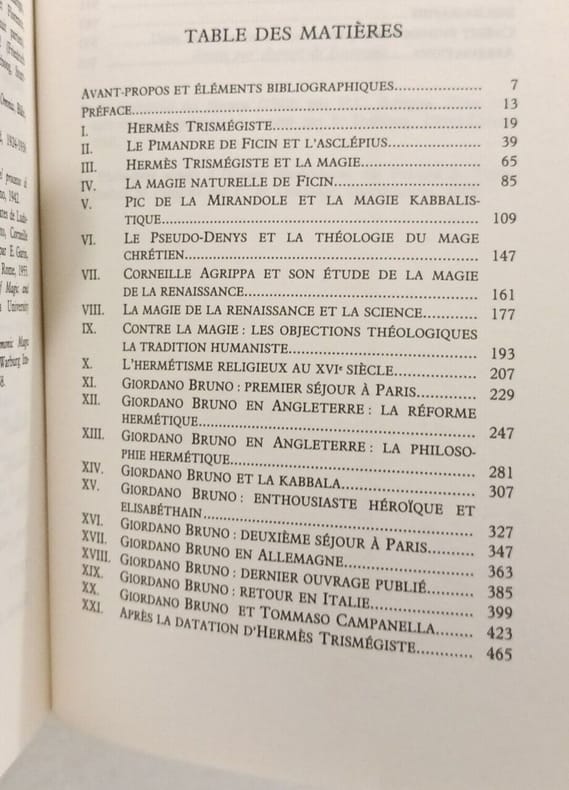 TABLE DES MATIÈRES
AVANT-PROPOS ET ÉLÉMENTS BIBLIOGRAPHIQUES 7
PRÉFACE 13
I. HERMÈS TRISMÉGISTE 19
II. LE PIMANDRE DE FICIN ET L'ASCLÉPIUS 39
III. HERMÈS TRISMÉGISTE ET LA MAGIE 65
IV. LA MAGIE NATURELLE DE FICIN 85
V. PIC DE LA MIRANDOLE ET LA MAGIE KABBALIS-
TIQUE 109
VI. LE PSEUDO-DENYS ET LA THÉOLOGIE DU MAGE
CHRÉTIEN 147
VII. CORNEILLE AGRIPPA ET SON ÉTUDE DE LA MAGIE
DE LA RENAISSANCE 161
VIII. LA MAGIE DE LA RENAISSANCE ET LA SCIENCE 177
IX. CONTRE LA MAGIE : LES OBJECTIONS THÉOLOGIQUES
LA TRADITION HUMANISTE 193
X. L'HERMÉTISME RELIGIEUX AU XVIe SIÈCLE 207
XI. GIORDANO BRUNO : PREMIER SÉJOUR À PARIS 229
XII. GIORDANO BRUNO EN ANGLETERRE : LA RÉFORME
HERMÉTIQUE 247
XIII. GIORDANO BRUNO EN ANGLETERRE : LA PHILOSO-
PHIE HERMÉTIQUE 281
XIV. GIORDANO BRUNO ET LA KABBALA 307
XV. GIORDANO BRUNO : ENTHOUSIASTE HÉROÏQUE ET
ELISABÉTHAIN 327
XVI. GIORDANO BRUNO : DEUXIÈME SÉJOUR À PARIS 347
XVII. GIORDANO BRUNO EN ALLEMAGNE 363
XVIII. GIORDANO BRUNO : DERNIER OUVRAGE PUBLIÉ 385
XIX. GIORDANO BRUNO : RETOUR EN ITALIE 399
XX. GIORDANO BRUNO ET TOMMASO CAMPANELLA 423
XXI. APRÈS LA DATATION D'HERMÈS TRISMÉGISTE 465